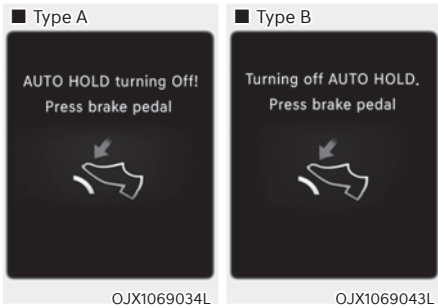 ■ Type A
AUTO HOLD turning Off!
Press brake pedal
OJX1069034L
■ Type B
Turning off AUTO HOLD.
Press brake pedal
OJX1069043L